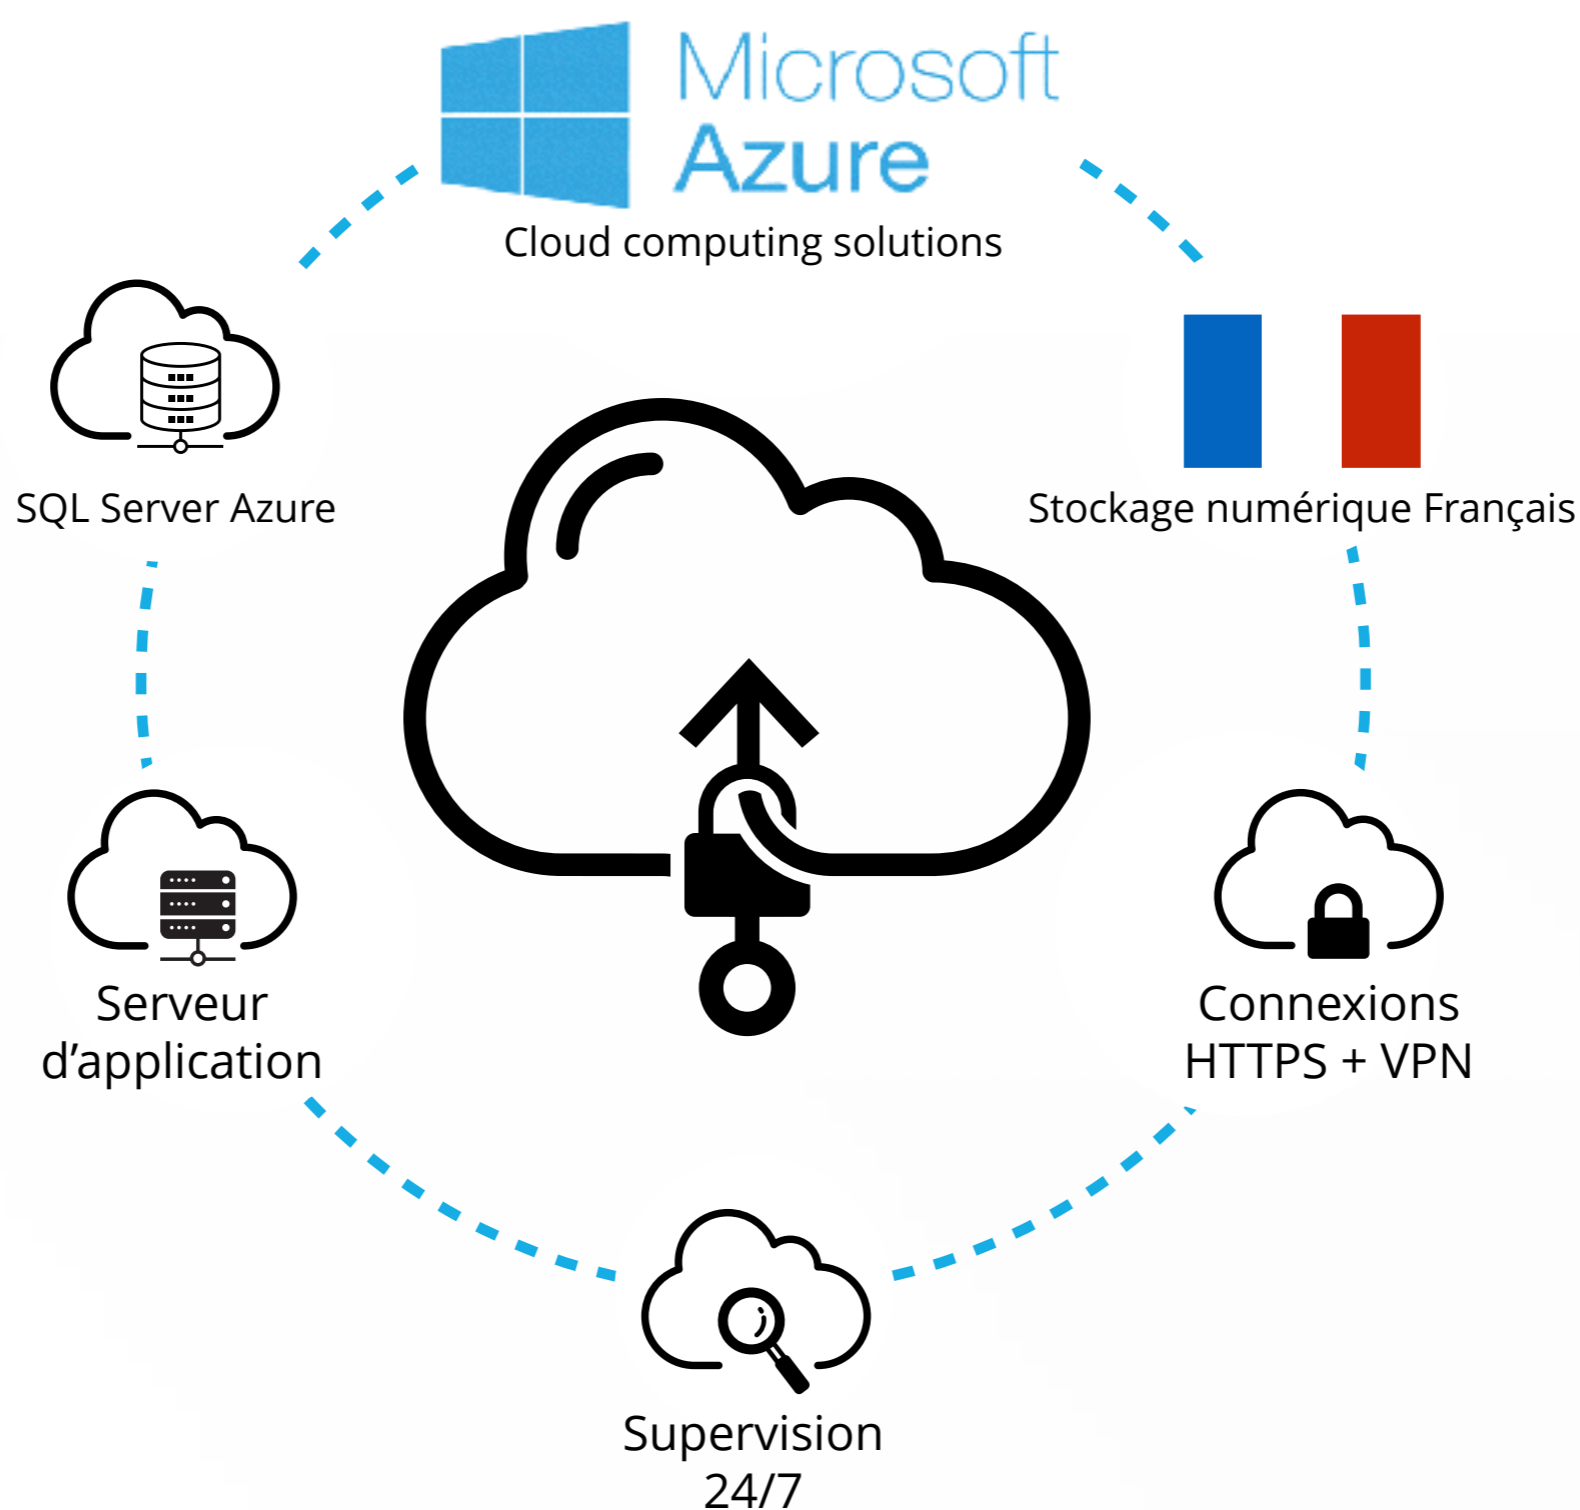 Microsoft
Azure
Cloud computing solutions
SQL Server Azure
Stockage numérique Français
Serveur
d’application
Connexions
HTTPS + VPN
Supervision
24/7